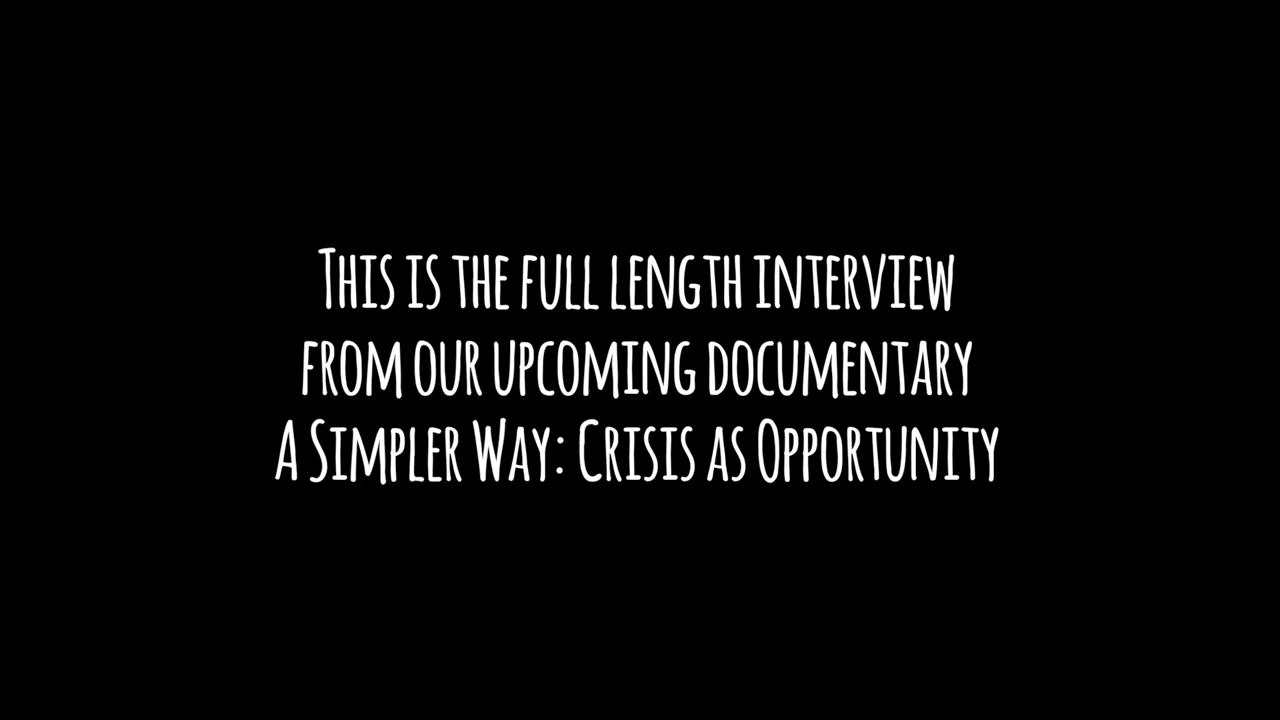 This is the full length interview
from our upcoming documentary
A Simpler Way: Crisis as Opportunity